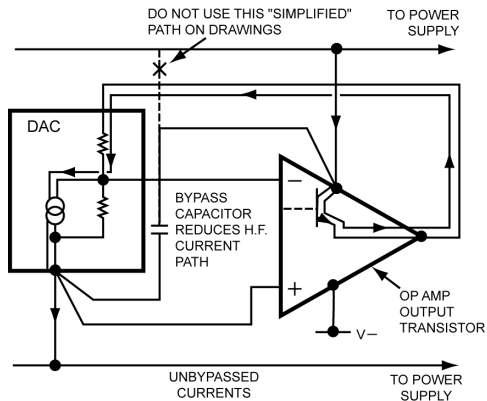 DO NOT USE THIS "SIMPLIFIED"
PATH ON DRAWINGS
TO POWER
SUPPLY
DAC
BYPASS
CAPACITOR
REDUCES H.F.
CURRENT
PATH
−
+
OP AMP
OUTPUT
TRANSISTOR
V−
UNBYPASSED
CURRENTS
TO POWER
SUPPLY